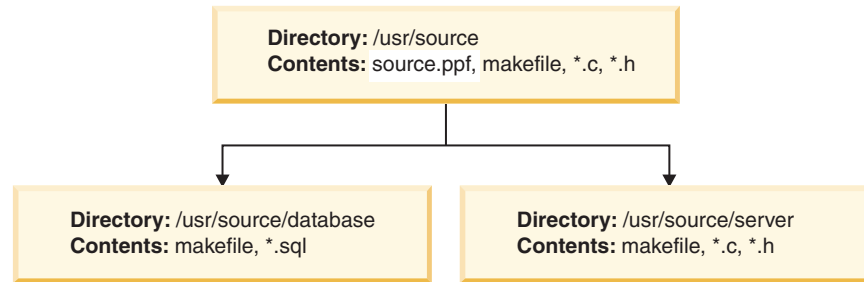 Directory: /usr/source
Contents: source.ppf, makefile, *.c, *.h
Directory: /usr/source/database
Contents: makefile, *.sql
Directory: /usr/source/server
Contents: makefile, *.c, *.h